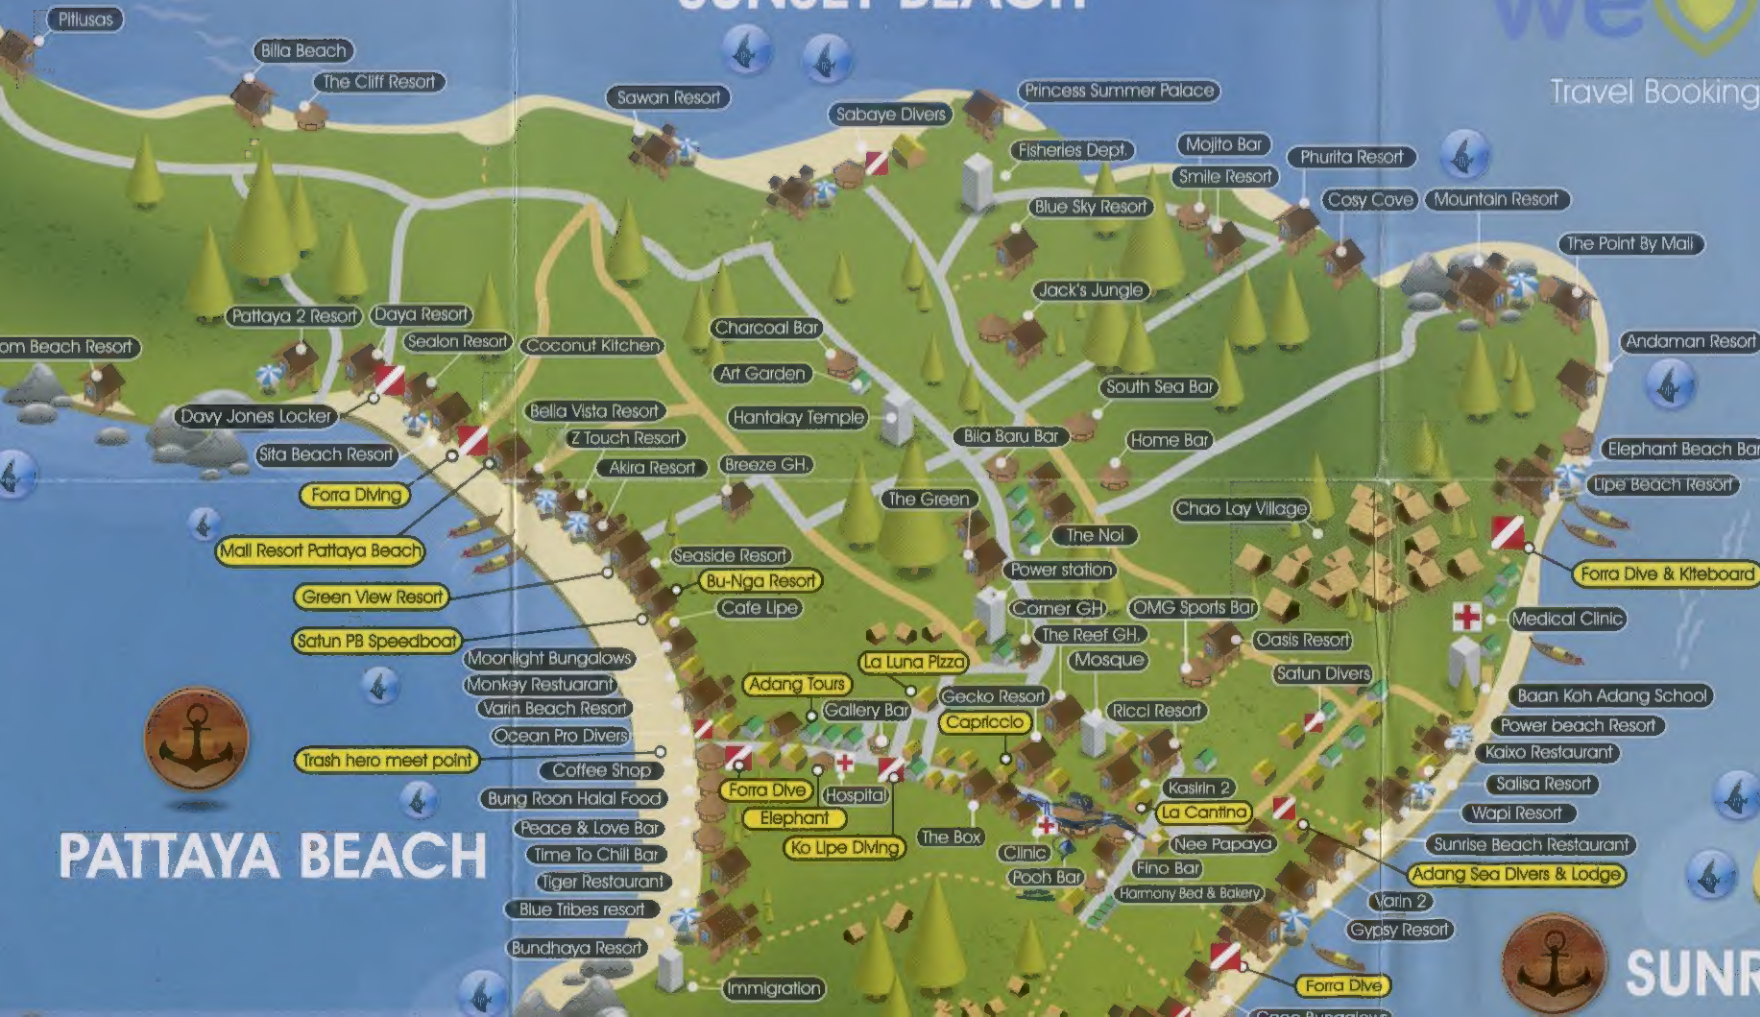 SUNSET BEACH
we
Travel Booking
Pitiusas
Billa Beach
The Cliff Resort
Sawan Resort
Sabaye Divers
Princess Summer Palace
Fisheries Dept.
Mojito Bar
Smile Resort
Phurita Resort
Cosy Cove
Mountain Resort
Blue Sky Resort
The Point By Mali
Jack's Jungle
Pattaya 2 Resort
Daya Resort
Sealon Resort
Coconut Kitchen
Charcoal Bar
om Beach Resort
Andaman Resort
Art Garden
South Sea Bar
Davy Jones Locker
Bella Vista Resort
Hantalay Temple
Z Touch Resort
Bila Baru Bar
Home Bar
Sita Beach Resort
Akira Resort
Breeze GH.
Elephant Beach Bar
Forra Diving
The Green
Lipe Beach Resort
Chao Lay Village
The Noi
Mali Resort Pattaya Beach
Seaside Resort
Power station
Bu-Nga Resort
Forra Dive & Kiteboard
Green View Resort
Cafe Lipe
Corner GH.
OMG Sports Bar
Medical Clinic
Satun PB Speedboat
The Reef GH.
Oasis Resort
Moonlight Bungalows
La Luna Pizza
Mosque
Satun Divers
Monkey Restuarant
Adang Tours
Gecko Resort
Baan Koh Adang School
Varin Beach Resort
Gallery Bar
Ricci Resort
Capriccio
Power beach Resort
Ocean Pro Divers
Kaixo Restaurant
Trash hero meet point
Coffee Shop
Salisa Resort
Forra Dive
Hospital
Kasirin 2
Bung Roon Halal Food
La Cantina
Wapi Resort
Elephant
Peace & Love Bar
The Box
Nee Papaya
Sunrise Beach Restaurant
Ko Lipe Diving
PATTAYA BEACH
Time To Chill Bar
Clinic
Fino Bar
Adang Sea Divers & Lodge
Tiger Restaurant
Pooh Bar
Harmony Bed & Bakery
Varin 2
Blue Tribes resort
Gypsy Resort
Bundhaya Resort
SUNR
Immigration
Forra Dive